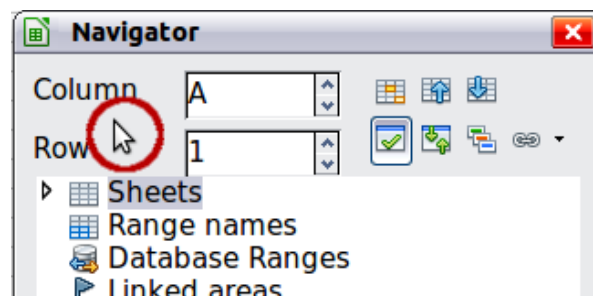 Navigator
Column A
Row 1
Sheets
Range names
Database Ranges
Linked areas